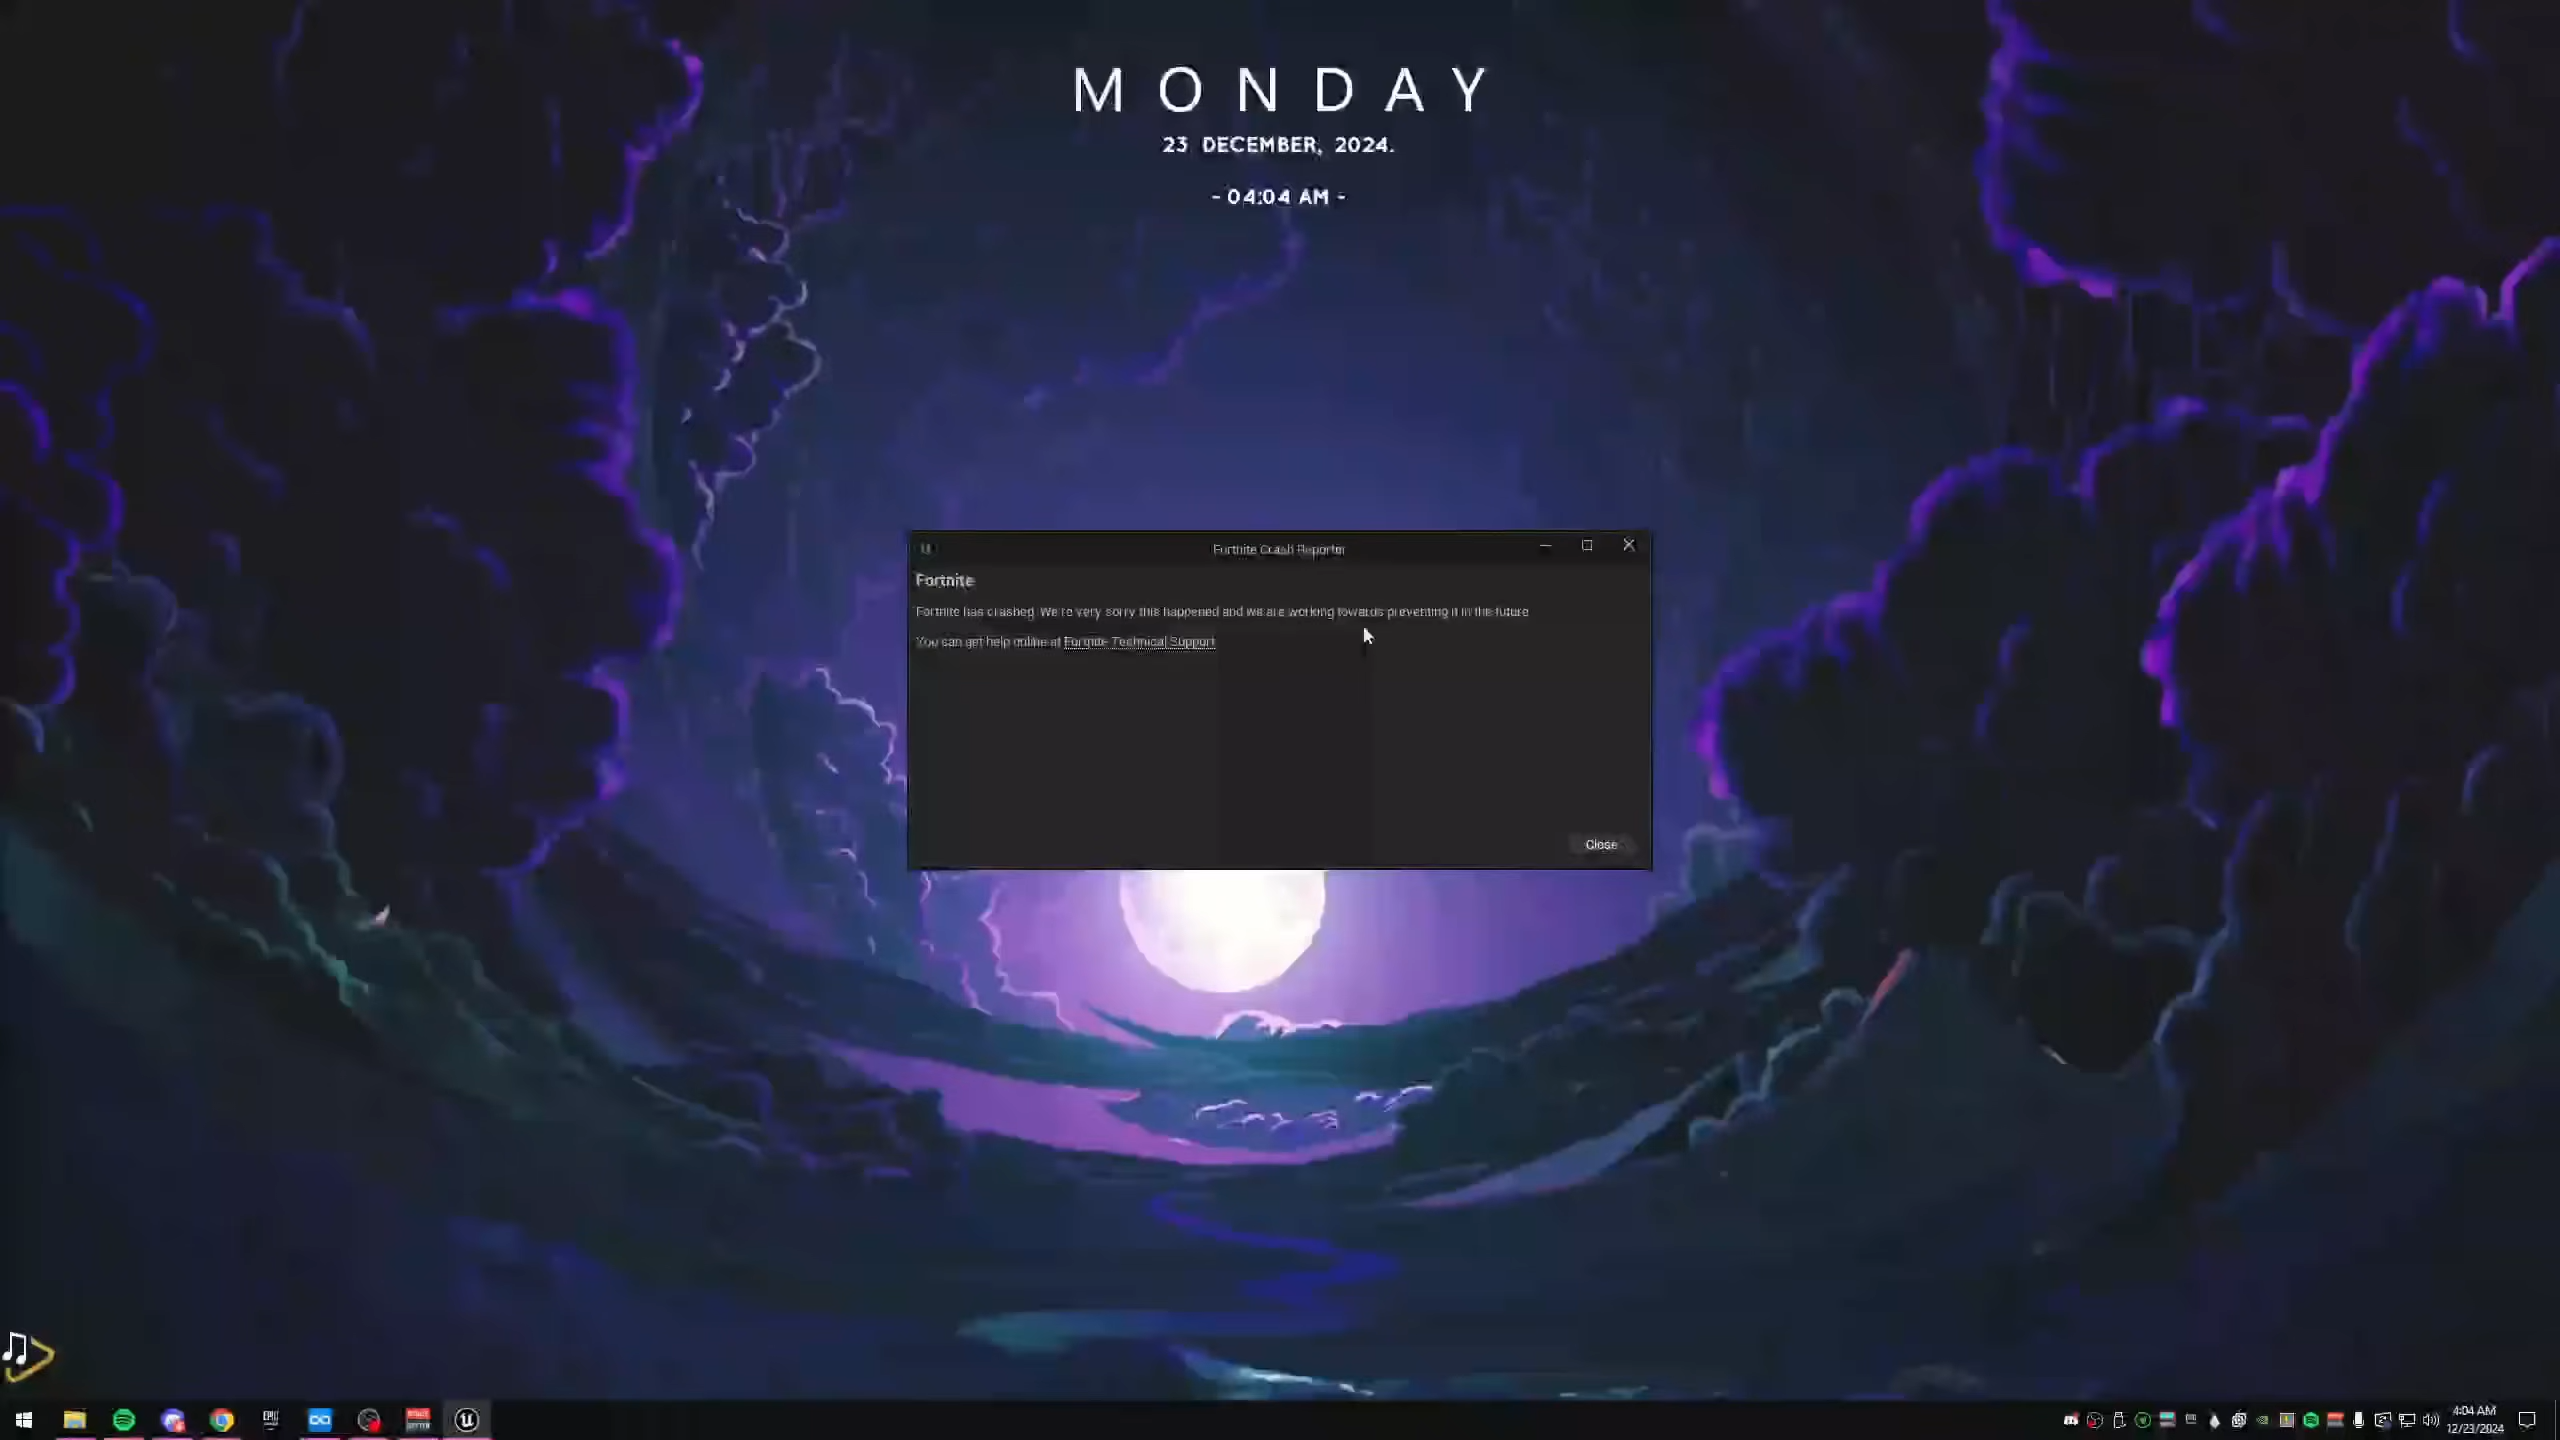 MONDAY
23 DECEMBER, 2024.
- 04:04 AM -
Fortnite Crash Reporter
Fortnite
Fortnite has crashed. We're very sorry this happened and we are working towards preventing it in the future
You can get help online at Fortnite Technical Support
Close
EPIC
4:04 AM
12/23/2024